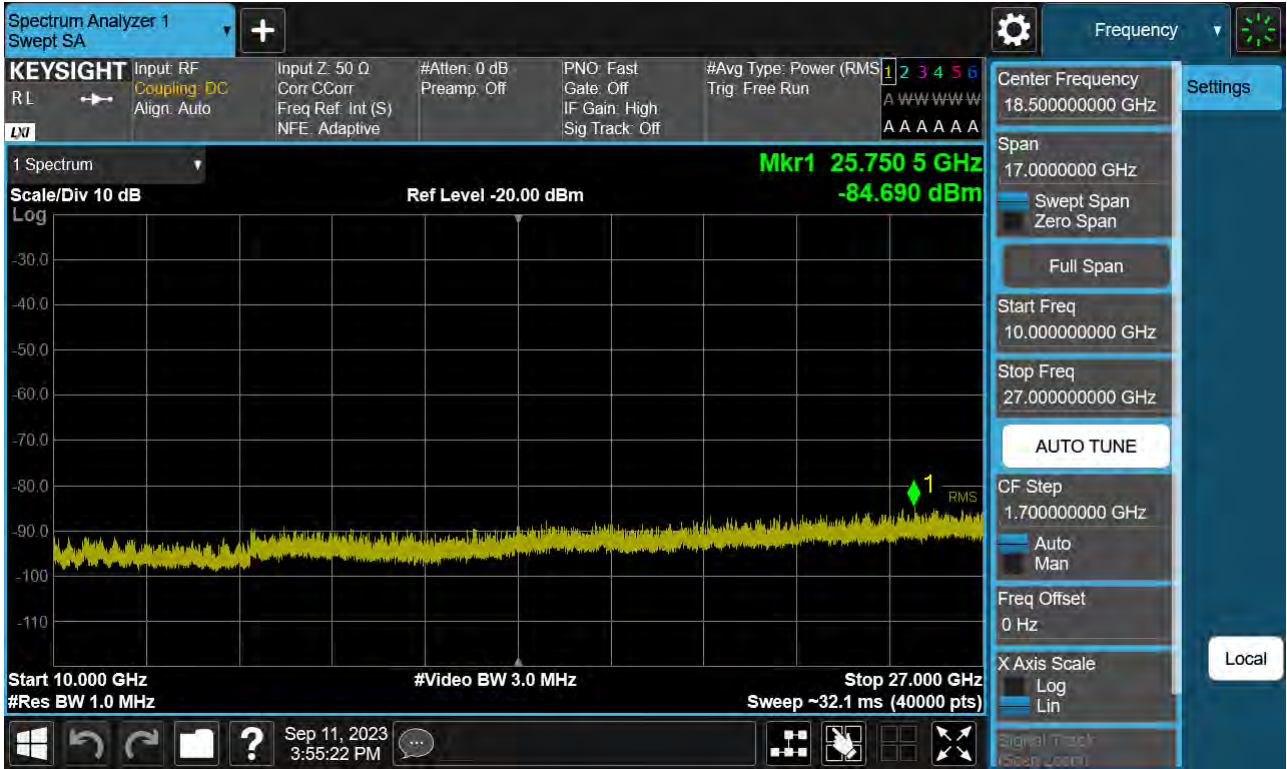 Spectrum Analyzer 1
Swept SA
+
Frequency
KEYSIGHT
R L
LXI
Input: RF
Coupling: DC
Align: Auto
Input Z: 50 Ω
Corr CCorr
Freq Ref: Int (S)
NFE: Adaptive
#Atten: 0 dB
Preamp: Off
PNO: Fast
Gate: Off
IF Gain: High
Sig Track: Off
#Avg Type: Power (RMS
Trig: Free Run
1 2 3 4 5 6
A W W W W W
A A A A A A
1 Spectrum
Mkr1 25.750 5 GHz
-84.690 dBm
Scale/Div 10 dB
Ref Level -20.00 dBm
Log
-30.0
-40.0
-50.0
-60.0
-70.0
-80.0
-90.0
-100
-110
1
RMS
Start 10.000 GHz
#Video BW 3.0 MHz
Stop 27.000 GHz
#Res BW 1.0 MHz
Sweep ~32.1 ms (40000 pts)
Center Frequency
18.500000000 GHz
Settings
Span
17.0000000 GHz
Swept Span
Zero Span
Full Span
Start Freq
10.000000000 GHz
Stop Freq
27.000000000 GHz
AUTO TUNE
CF Step
1.700000000 GHz
Auto
Man
Freq Offset
0 Hz
X Axis Scale
Log
Lin
Local
Signal Track
(Span Zoom)
?
Sep 11, 2023
3:55:22 PM